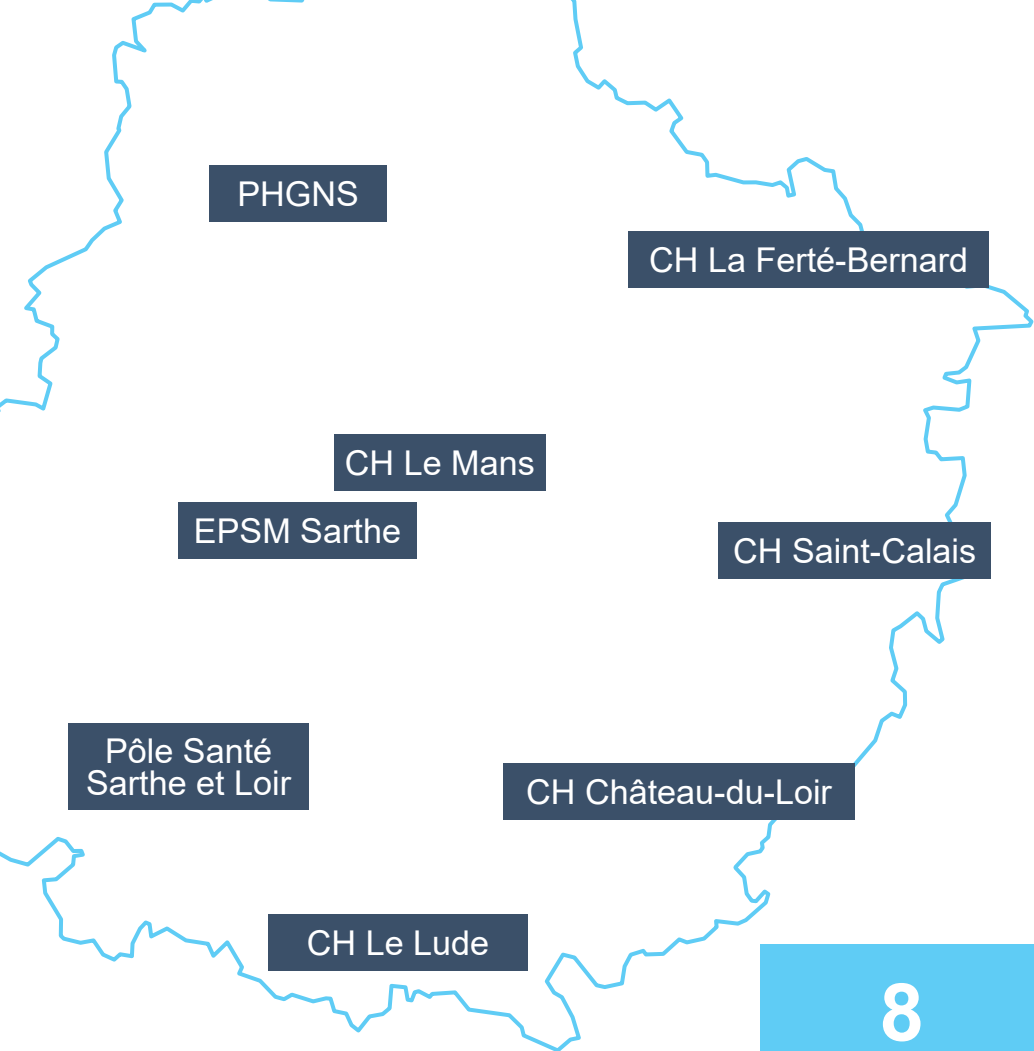 PHGNS
CH La Ferté-Bernard
CH Le Mans
EPSM Sarthe
CH Saint-Calais
Pôle Santé
Sarthe et Loir
CH Château-du-Loir
CH Le Lude
8